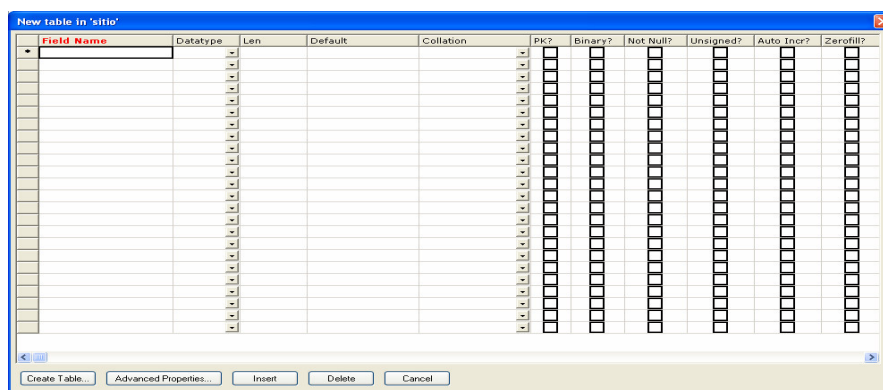 New table in 'sitio'
Field Name Datatype Len Default Collation PK? Binary? Not Null? Unsigned? Auto Incr? Zerofill?
Create Table... Advanced Properties... Insert Delete Cancel